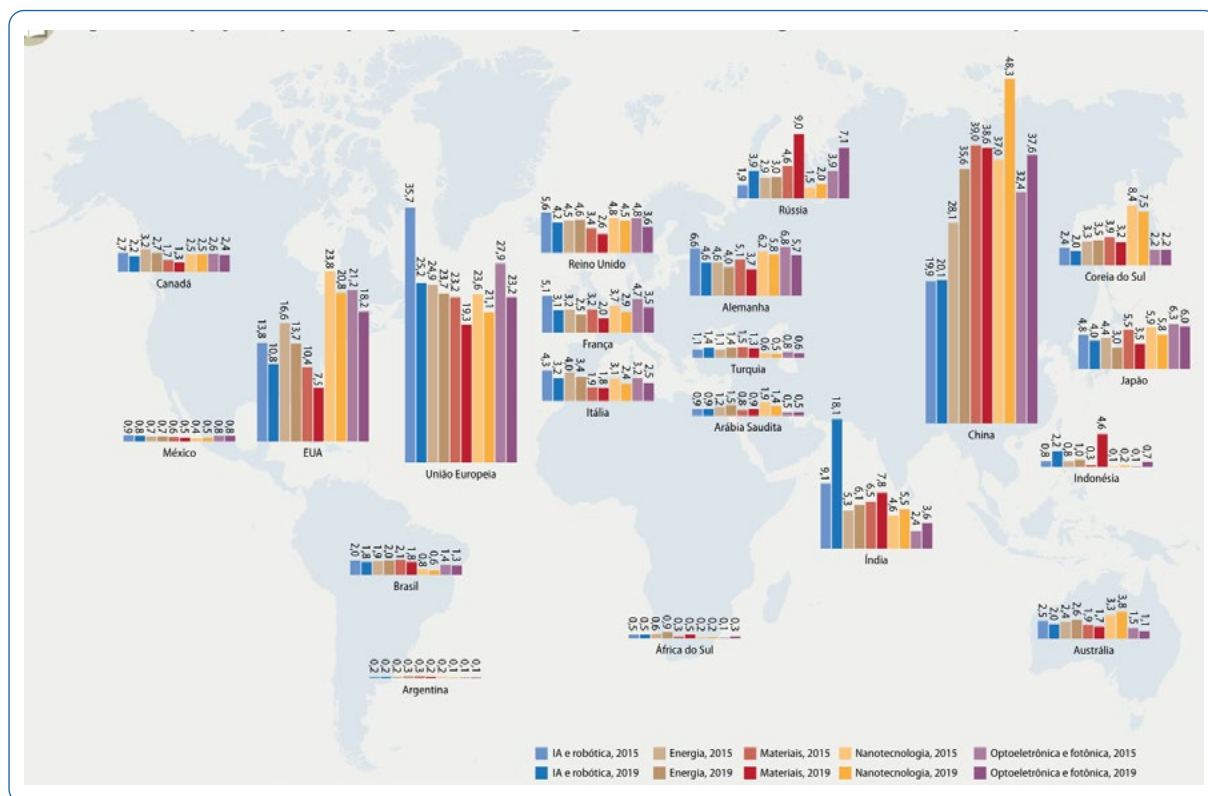 1,9 3,9 2,9 3,0 4,6 9,0 1,5 2,0 3,9 7,1
Rússia
19,9 20,1 28,1 35,6 39,0 38,6 37,0 48,3 32,4 37,6
China
2,7 2,2 3,2 2,7 1,7 1,3 2,5 2,5 2,6 2,4
Canadá
13,8 10,8 16,6 13,7 10,4 7,5 23,8 20,8 21,2 18,2
EUA
35,7 25,2 24,9 23,7 23,2 19,3 23,6 21,1 27,9 23,2
União Europeia
5,6 4,2 4,5 4,6 3,4 2,6 4,8 4,5 4,8 3,6
Reino Unido
6,6 4,6 4,6 4,0 5,1 3,7 6,2 5,8 6,8 5,7
Alemanha
2,4 2,0 3,3 3,5 3,9 3,2 8,4 7,5 2,2 2,2
Coreia do Sul
5,1 3,1 3,2 2,5 3,2 2,0 3,7 2,9 4,7 3,5
França
1,1 1,4 1,1 1,4 1,5 1,3 0,6 0,5 0,8 0,6
Turquia
4,8 4,0 4,4 3,0 5,5 3,5 5,9 5,8 6,3 6,0
Japão
4,3 3,2 4,0 3,4 1,9 1,8 3,1 2,4 3,2 2,5
Itália
0,9 0,9 1,2 1,5 0,8 0,9 1,9 1,4 0,5 0,5
Arábia Saudita
0,9 0,8 0,7 0,7 0,6 0,5 0,4 0,5 0,8 0,8
México
0,8 2,2 0,8 1,0 0,3 4,6 0,1 0,2 0,1 0,7
Indonésia
9,1 18,1 5,3 6,1 6,5 7,8 4,6 5,5 2,4 3,6
Índia
2,0 1,8 1,9 2,0 2,1 1,8 0,8 0,6 1,4 1,3
Brasil
0,5 0,5 0,6 0,9 0,3 0,5 0,2 0,2 0,1 0,3
África do Sul
2,5 2,0 2,4 2,6 1,9 1,7 3,3 3,8 1,5 1,1
Austrália
0,2 0,2 0,2 0,3 0,3 0,2 0,2 0,1 0,1 0,1
Argentina
IA e robótica, 2015 Energia, 2015 Materiais, 2015 Nanotecnologia, 2015 Optoeletrônica e fotônica, 2015
IA e robótica, 2019 Energia, 2019 Materiais, 2019 Nanotecnologia, 2019 Optoeletrônica e fotônica, 2019